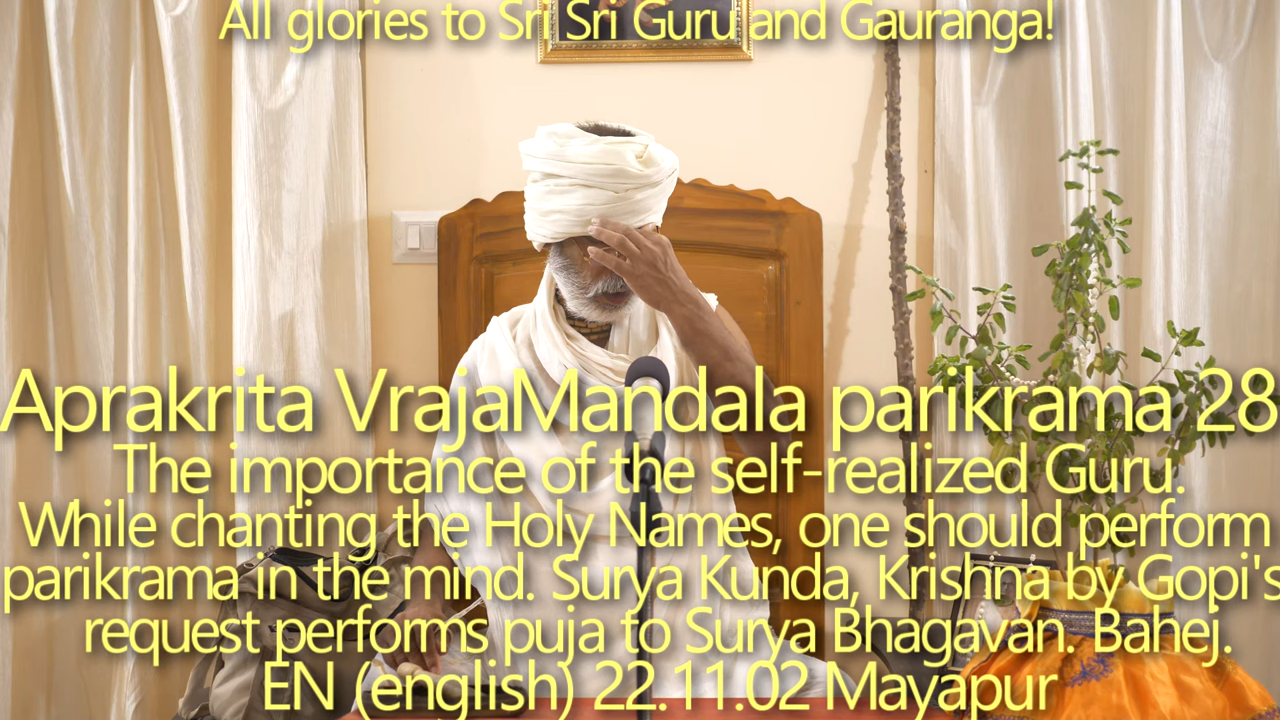 All glories to Sri Sri Guru and Gauranga!
Aprakrita VrajaMandala parikrama 28
The importance of the self-realized Guru.
While chanting the Holy Names, one should perform
parikrama in the mind. Surya Kunda, Krishna by Gopi's
request performs puja to Surya Bhagavan. Bahej.
EN (english) 22.11.02 Mayapur